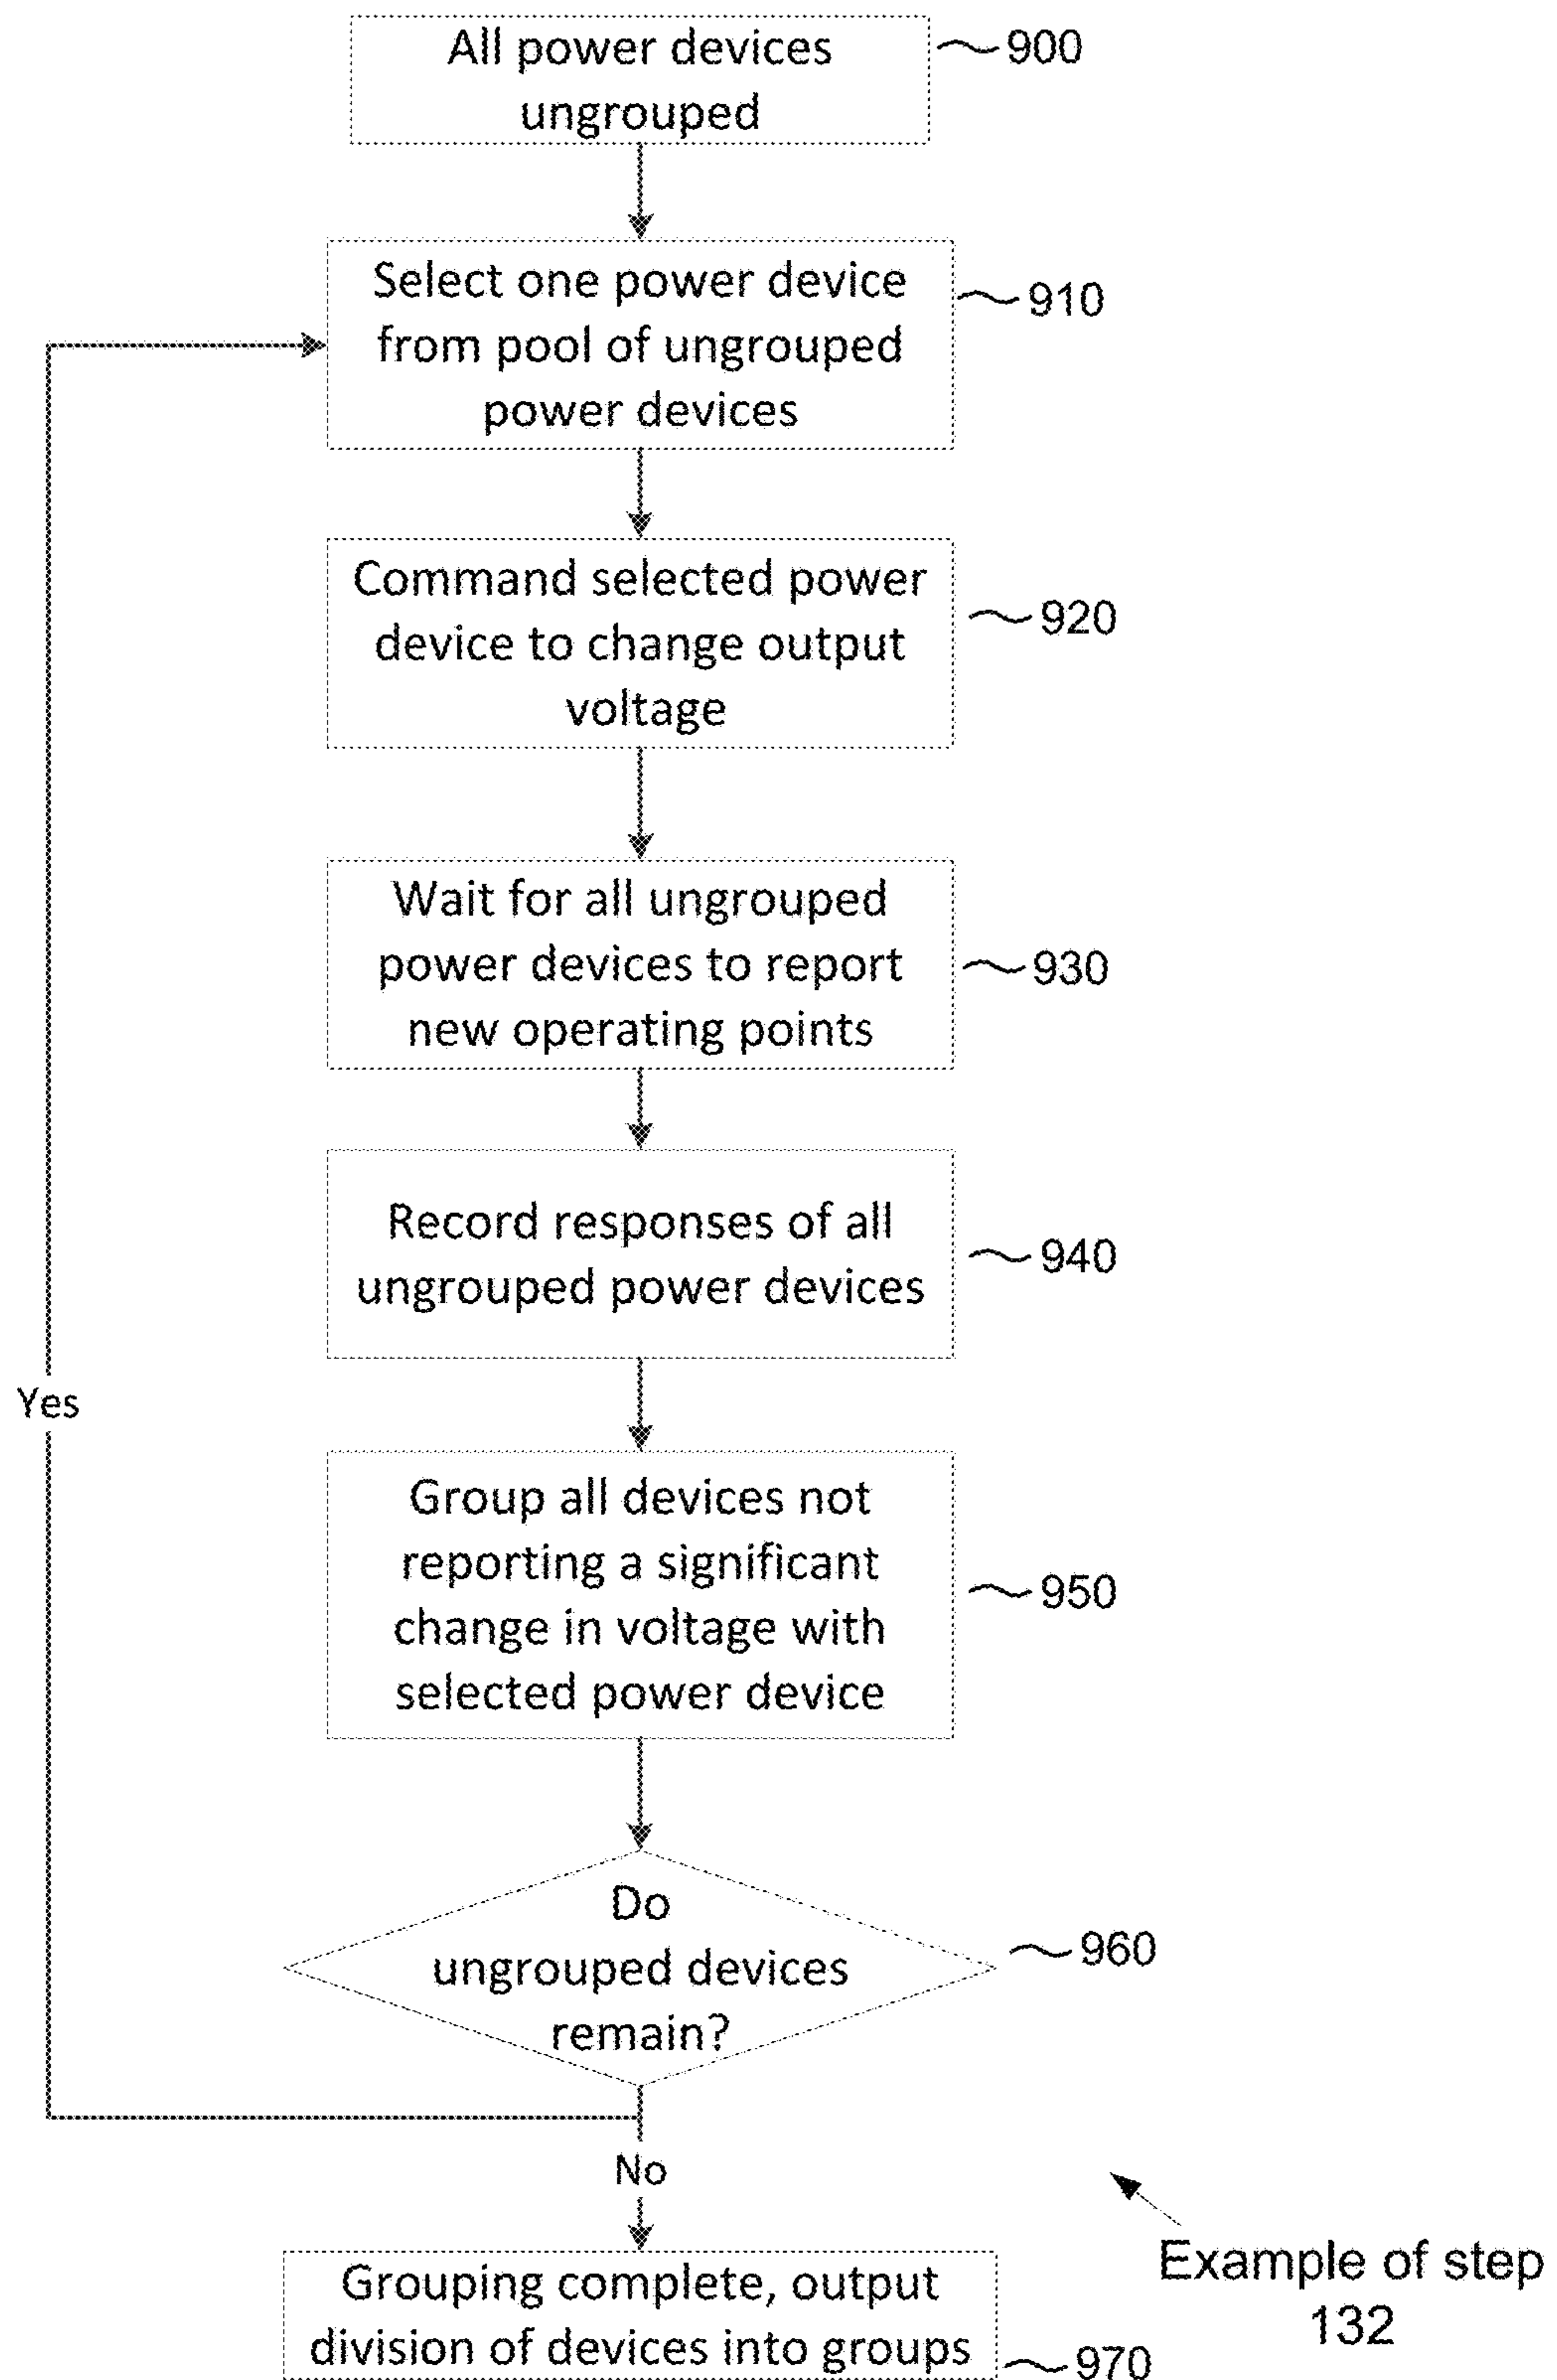 All power devices
ungrouped
900
Select one power device
from pool of ungrouped
power devices
910
Command selected power
device to change output
voltage
920
Wait for all ungrouped
power devices to report
new operating points
930
Record responses of all
ungrouped power devices
940
Yes
Group all devices not
reporting a significant
change in voltage with
selected power device
950
Do
ungrouped devices
remain?
960
No
Grouping complete, output
division of devices into groups
970
Example of step
132